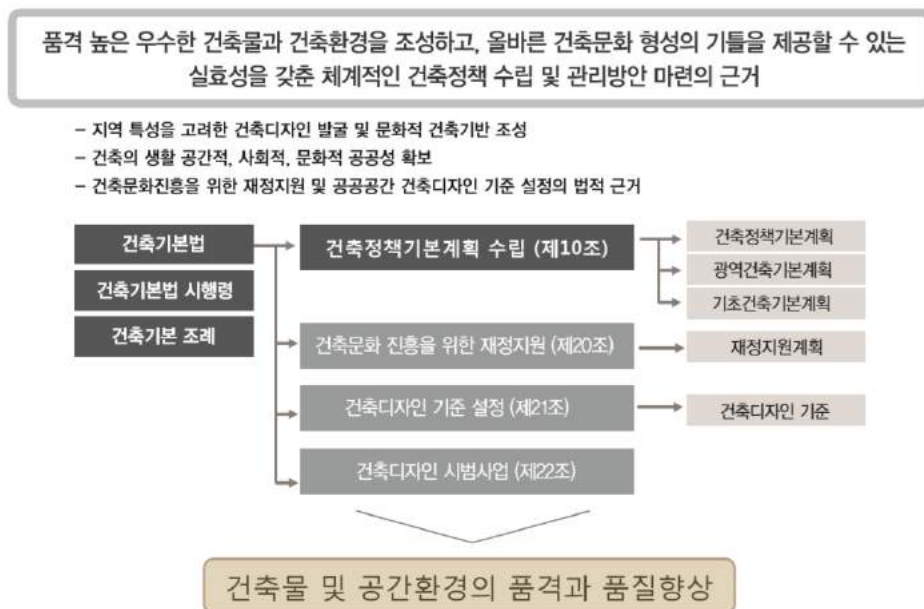 품격 높은 우수한 건축물과 건축환경을 조성하고, 올바른 건축문화 형성의 기틀을 제공할 수 있는
실효성을 갖춘 체계적인 건축정책 수립 및 관리방안 마련의 근거
– 지역 특성을 고려한 건축디자인 발굴 및 문화적 건축기반 조성
– 건축의 생활 공간적, 사회적, 문화적 공공성 확보
– 건축문화진흥을 위한 재정지원 및 공공공간 건축디자인 기준 설정의 법적 근거
건축기본법
건축기본법 시행령
건축기본 조례
건축정책기본계획 수립 (제10조)
건축정책기본계획
광역건축기본계획
기초건축기본계획
건축문화 진흥을 위한 재정지원 (제20조)
재정지원계획
건축디자인 기준 설정 (제21조)
건축디자인 기준
건축디자인 시범사업 (제22조)
건축물 및 공간환경의 품격과 품질향상